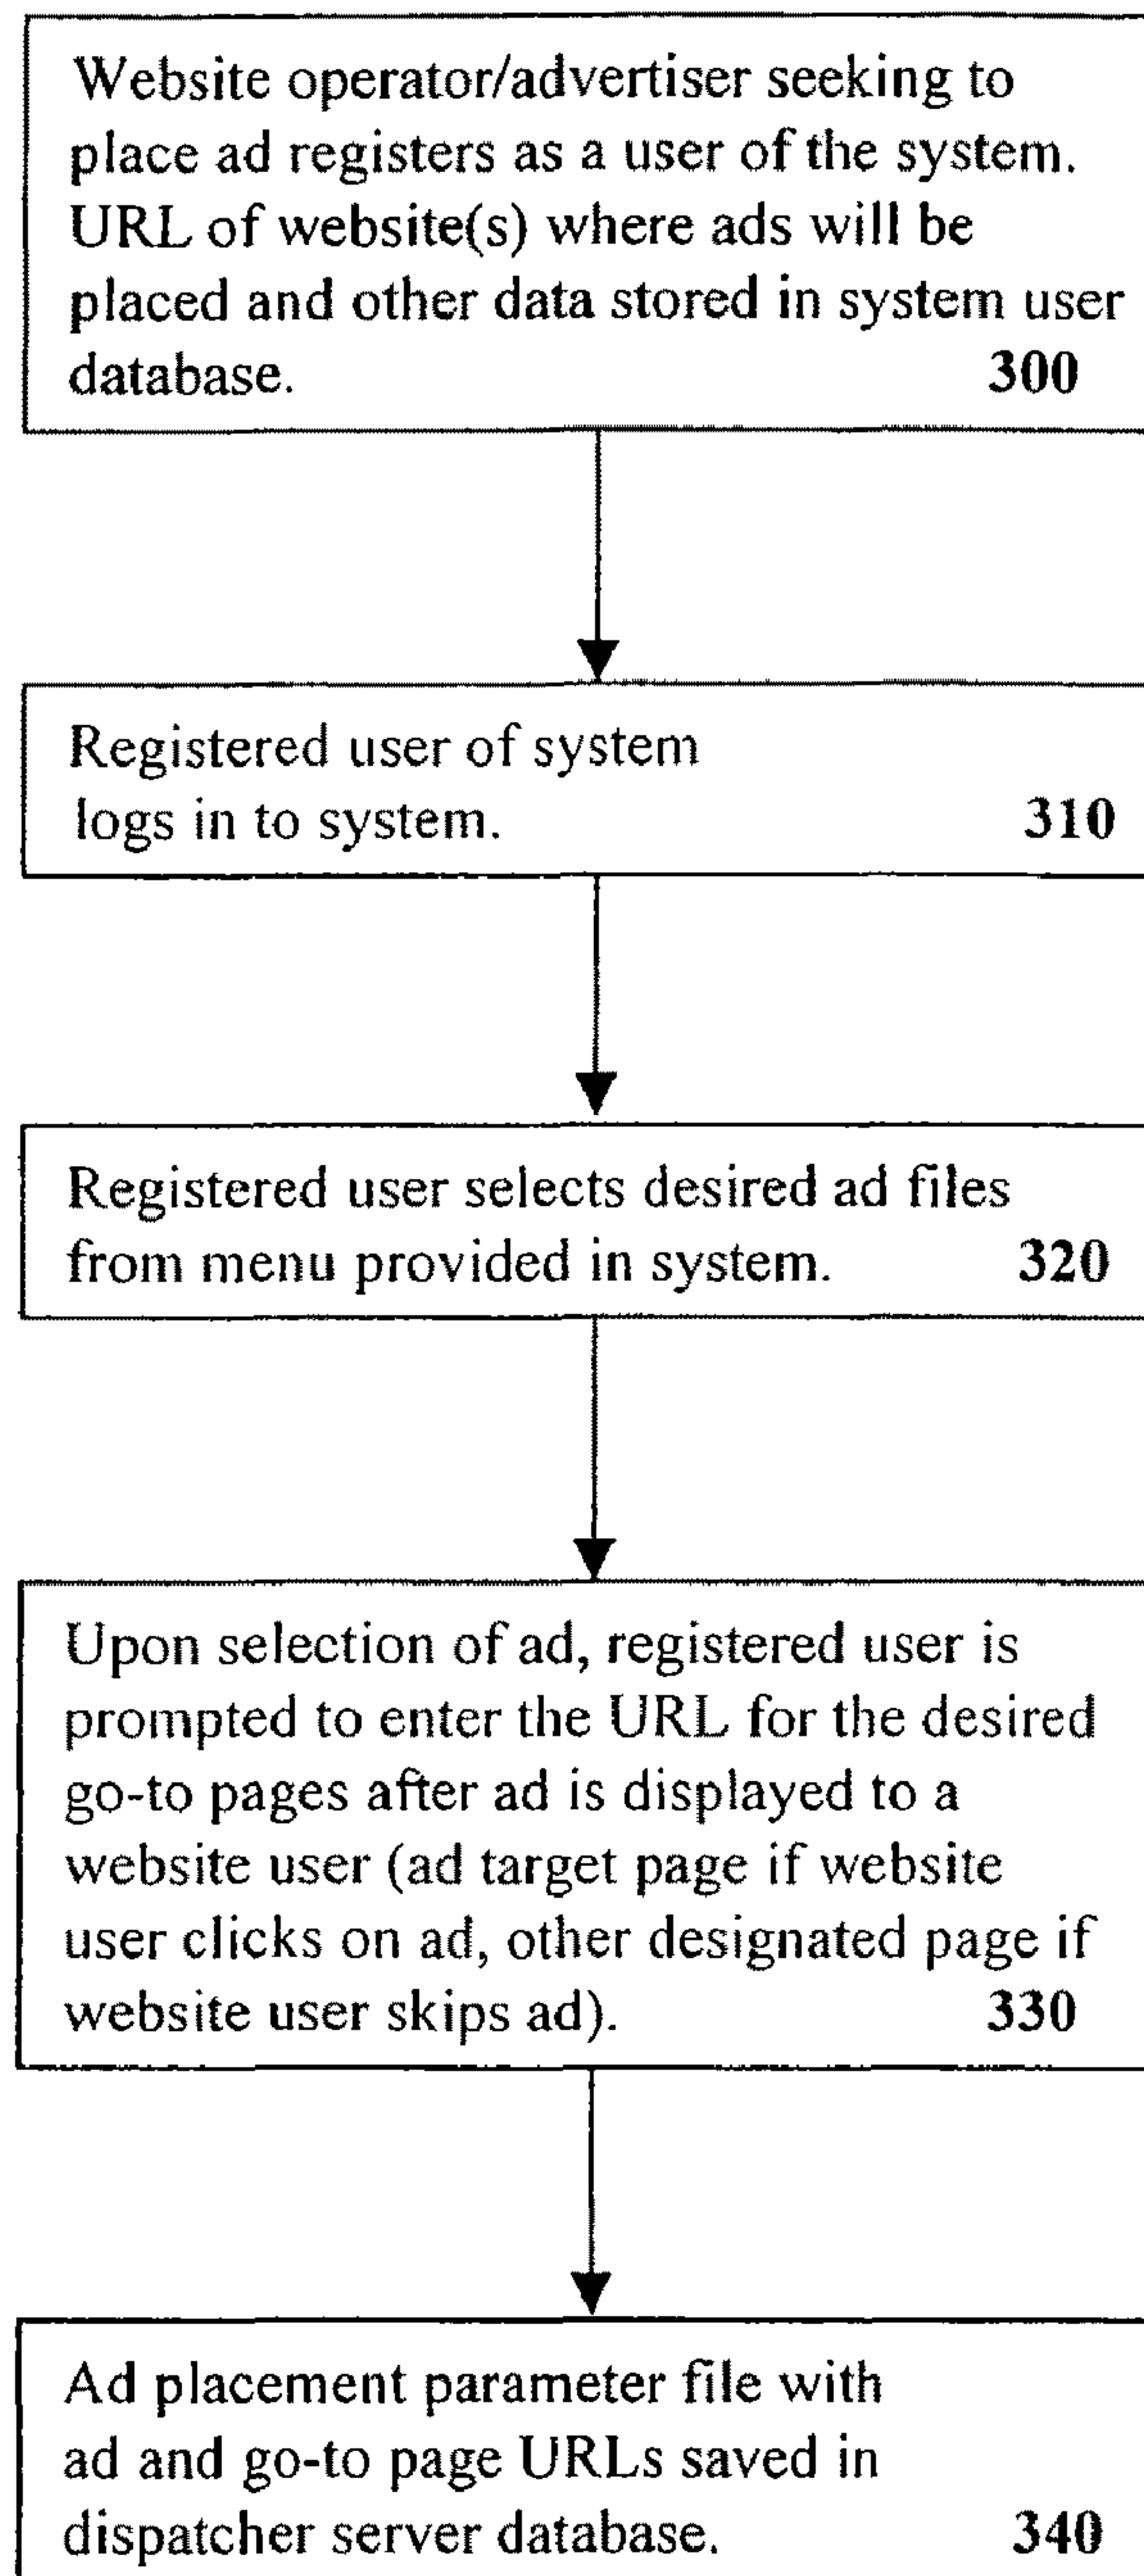 Website operator/advertiser seeking to
place ad registers as a user of the system.
URL of website(s) where ads will be
placed and other data stored in system user
database. 300
Registered user of system
logs in to system. 310
Registered user selects desired ad files
from menu provided in system. 320
Upon selection of ad, registered user is
prompted to enter the URL for the desired
go-to pages after ad is displayed to a
website user (ad target page if website
user clicks on ad, other designated page if
website user skips ad). 330
Ad placement parameter file with
ad and go-to page URLs saved in
dispatcher server database. 340